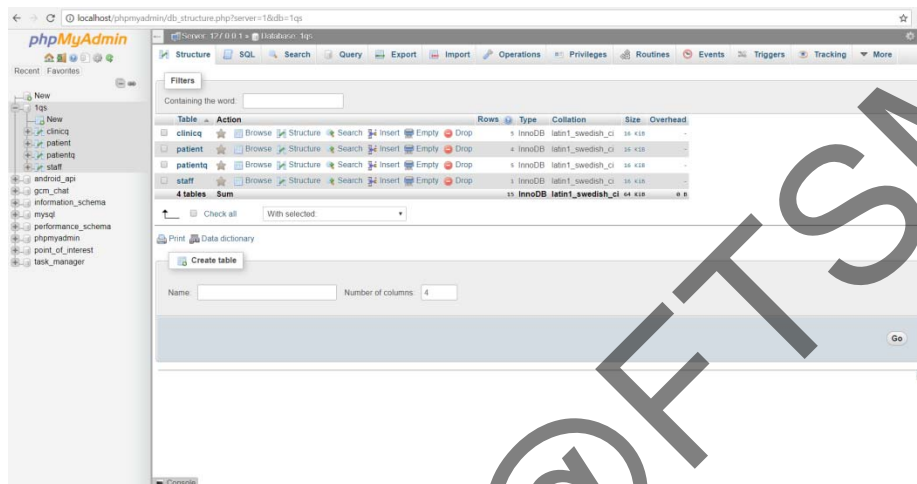 localhost/phpmyadmin/db_structure.php?server=1&db=1qs
phpMyAdmin
Recent Favorites
New
1qs
New
clinicq
patient
patientq
staff
android_api
gcm_chat
information_schema
mysql
performance_schema
phpmyadmin
point_of_interest
task_manager
Server: 127.0.0.1 » Database: 1qs
Structure SQL Search Query Export Import Operations Privileges Routines Events Triggers Tracking More
Filters
Containing the word:
Table Action Rows Type Collation Size Overhead
clinicq Browse Structure Search Insert Empty Drop 5 InnoDB latin1_swedish_ci 16 KiB -
patient Browse Structure Search Insert Empty Drop 4 InnoDB latin1_swedish_ci 16 KiB -
patientq Browse Structure Search Insert Empty Drop 5 InnoDB latin1_swedish_ci 16 KiB -
staff Browse Structure Search Insert Empty Drop 1 InnoDB latin1_swedish_ci 16 KiB -
4 tables Sum 15 InnoDB latin1_swedish_ci 64 KiB 0 B
Check all With selected:
Print Data dictionary
Create table
Name: Number of columns: 4
Go
Console
@FTSM